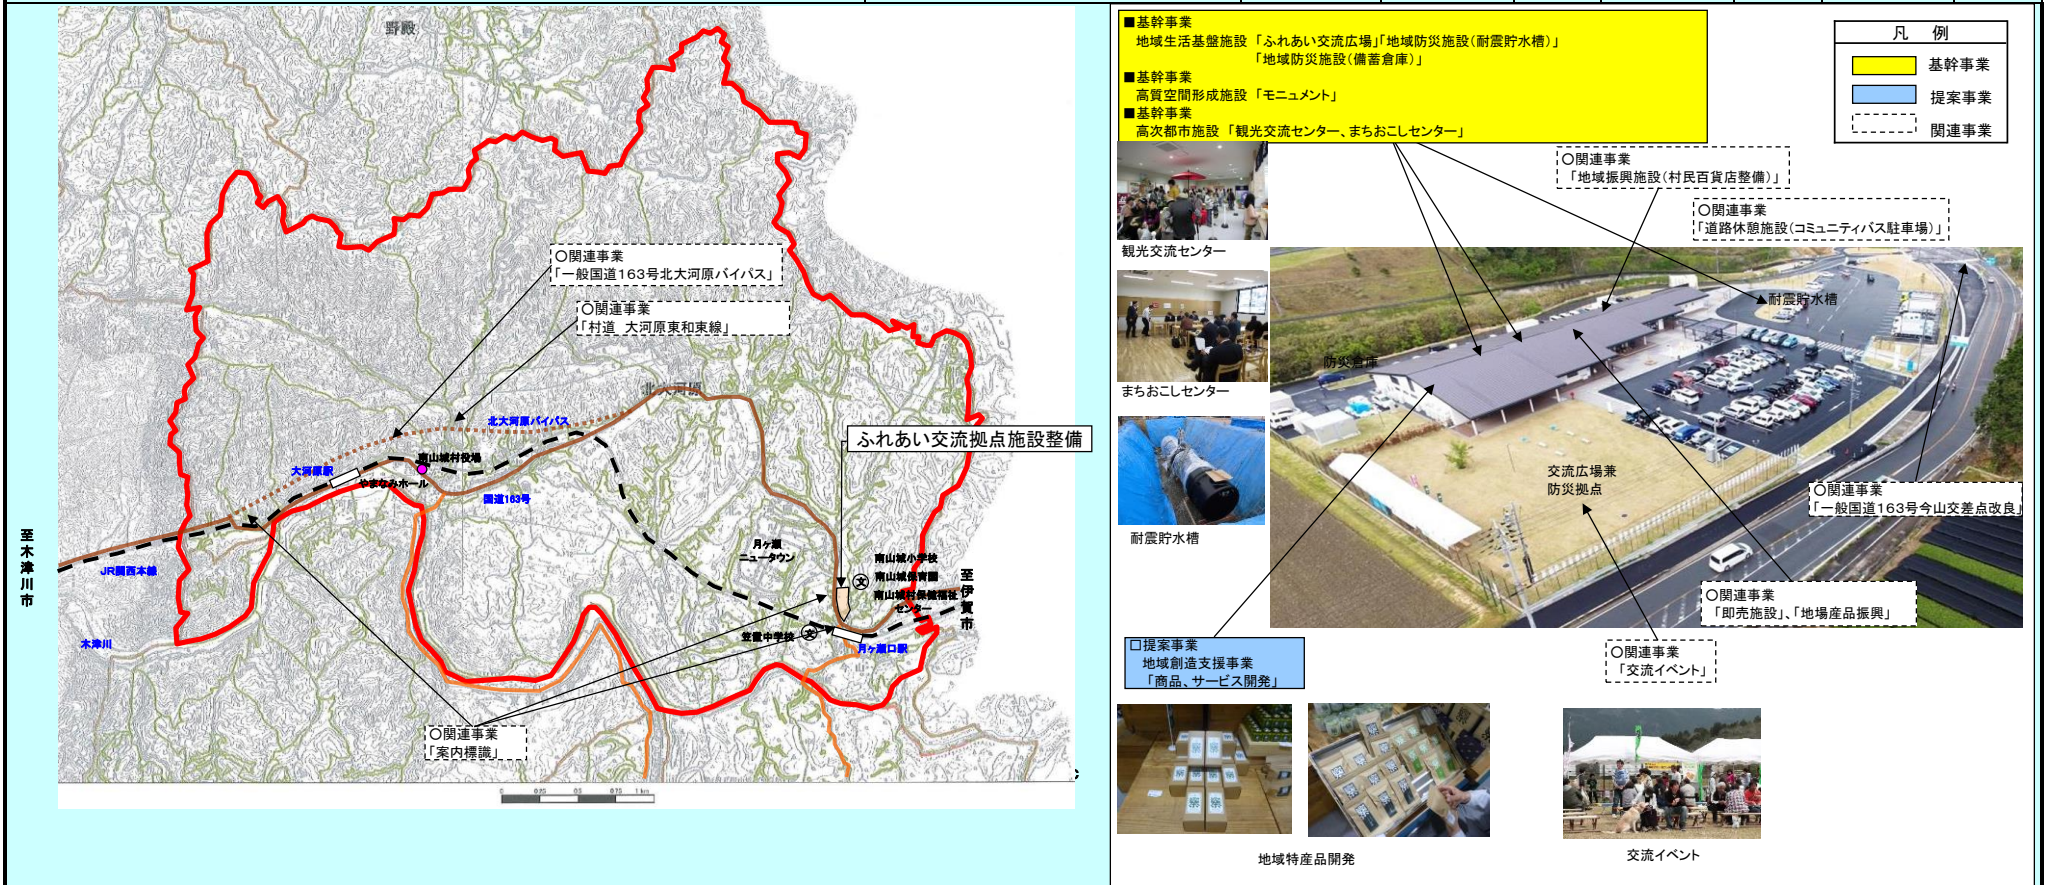 野殿
○関連事業
「一般国道163号北大河原バイパス」
○関連事業
「村道 大河原東和束線」
北大河原
北大河原バイパス
ふれあい交流拠点施設整備
大河原駅
南山城村役場
やまなみホール
国道163号
至木津川市
JR関西本線
月ヶ瀬
ニュータウン
南山城小学校
文
南山城保育園
南山城村保健福祉
センター
至伊賀市
笠置中学校
文
月ヶ瀬口駅
木津川
○関連事業
「案内標識」
0 0.25 0.5 0.75 1 km
■基幹事業
地域生活基盤施設 「ふれあい交流広場」「地域防災施設(耐震貯水槽)」
「地域防災施設(備蓄倉庫)」
■基幹事業
高質空間形成施設 「モニュメント」
■基幹事業
高次都市施設 「観光交流センター、まちおこしセンター」
凡 例
基幹事業
提案事業
関連事業
○関連事業
「地域振興施設(村民百貨店整備)」
○関連事業
「道路休憩施設(コミュニティバス駐車場)」
観光交流センター
まちおこしセンター
耐震貯水槽
耐震貯水槽
防災倉庫
交流広場兼
防災拠点
○関連事業
「一般国道163号今山交差点改良」
○関連事業
「即売施設」、「地場産品振興」
○関連事業
「交流イベント」
□提案事業
地域創造支援事業
「商品、サービス開発」
地域特産品開発
交流イベント